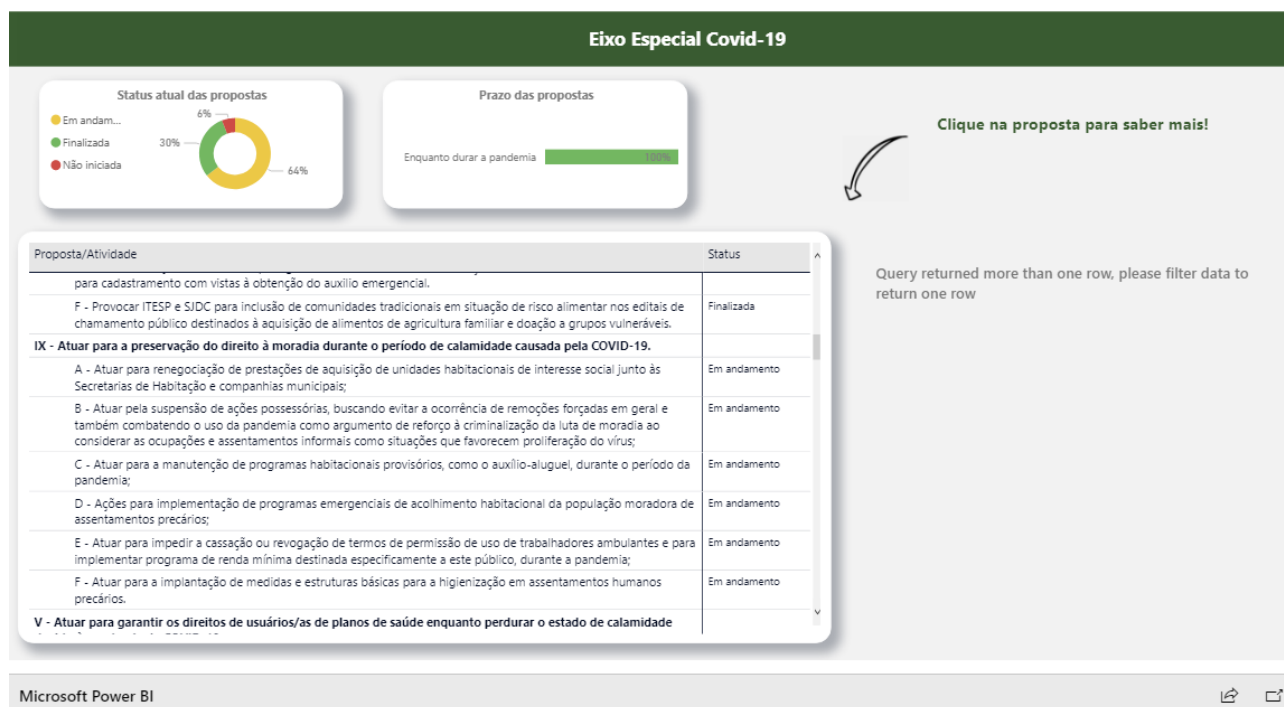 Eixo Especial Covid-19
Status atual das propostas
Em andam...
Finalizada
Não iniciada
6%
30%
64%
Prazo das propostas
Enquanto durar a pandemia
100%
Clique na proposta para saber mais!
Proposta/Atividade
Status
para cadastramento com vistas à obtenção do auxílio emergencial.
F - Provocar ITESP e SJDC para inclusão de comunidades tradicionais em situação de risco alimentar nos editais de
chamamento público destinados à aquisição de alimentos de agricultura familiar e doação a grupos vulneráveis.
Finalizada
IX - Atuar para a preservação do direito à moradia durante o período de calamidade causada pela COVID-19.
A - Atuar para renegociação de prestações de aquisição de unidades habitacionais de interesse social junto às
Secretarias de Habitação e companhias municipais;
Em andamento
B - Atuar pela suspensão de ações possessórias, buscando evitar a ocorrência de remoções forçadas em geral e
também combatendo o uso da pandemia como argumento de reforço à criminalização da luta de moradia ao
considerar as ocupações e assentamentos informais como situações que favorecem proliferação do vírus;
Em andamento
C - Atuar para a manutenção de programas habitacionais provisórios, como o auxílio-aluguel, durante o período da
pandemia;
Em andamento
D - Ações para implementação de programas emergenciais de acolhimento habitacional da população moradora de
assentamentos precários;
Em andamento
E - Atuar para impedir a cassação ou revogação de termos de permissão de uso de trabalhadores ambulantes e para
implementar programa de renda mínima destinada especificamente a este público, durante a pandemia;
Em andamento
F - Atuar para a implantação de medidas e estruturas básicas para a higienização em assentamentos humanos
precários.
Em andamento
V - Atuar para garantir os direitos de usuários/as de planos de saúde enquanto perdurar o estado de calamidade
Query returned more than one row, please filter data to
return one row
Microsoft Power BI